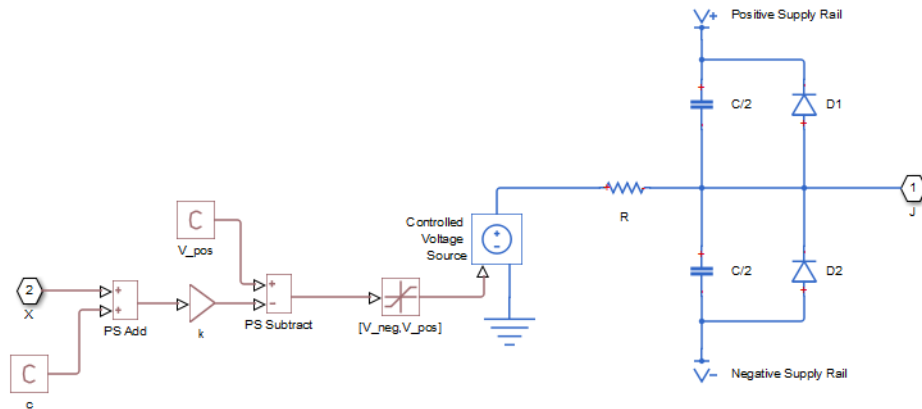 V+
Positive Supply Rail
C/2
D1
1
J
R
Controlled
Voltage
Source
C
V_pos
2
X
PS Add
k
PS Subtract
[V_neg,V_pos]
C/2
D2
C
c
V-
Negative Supply Rail